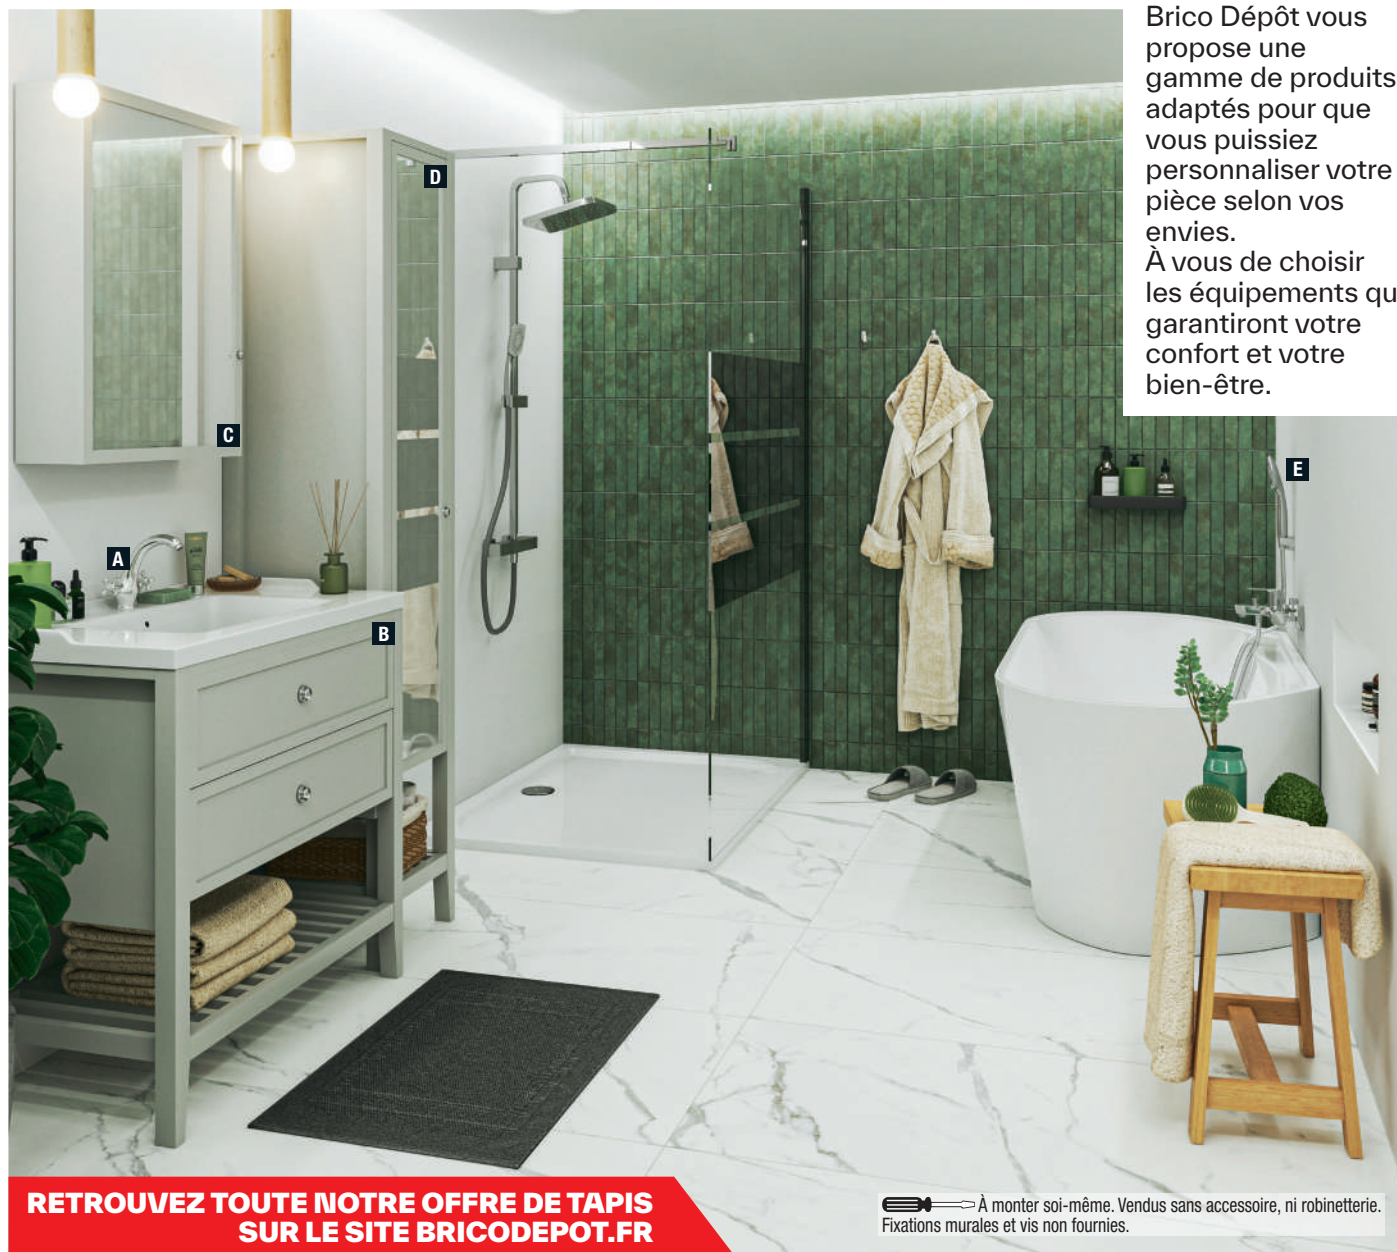 Brico Dépôt vous
propose une
gamme de produits
adaptés pour que
vous puissiez
personnaliser votre
pièce selon vos
envies.
À vous de choisir
les équipements qu
garantiront votre
confort et votre
bien-être.
D
C
E
A
B
RETROUVEZ TOUTE NOTRE OFFRE DE TAPIS
SUR LE SITE BRICODEPOT.FR
À monter soi-même. Vendus sans accessoire, ni robinetterie.
Fixations murales et vis non fournies.